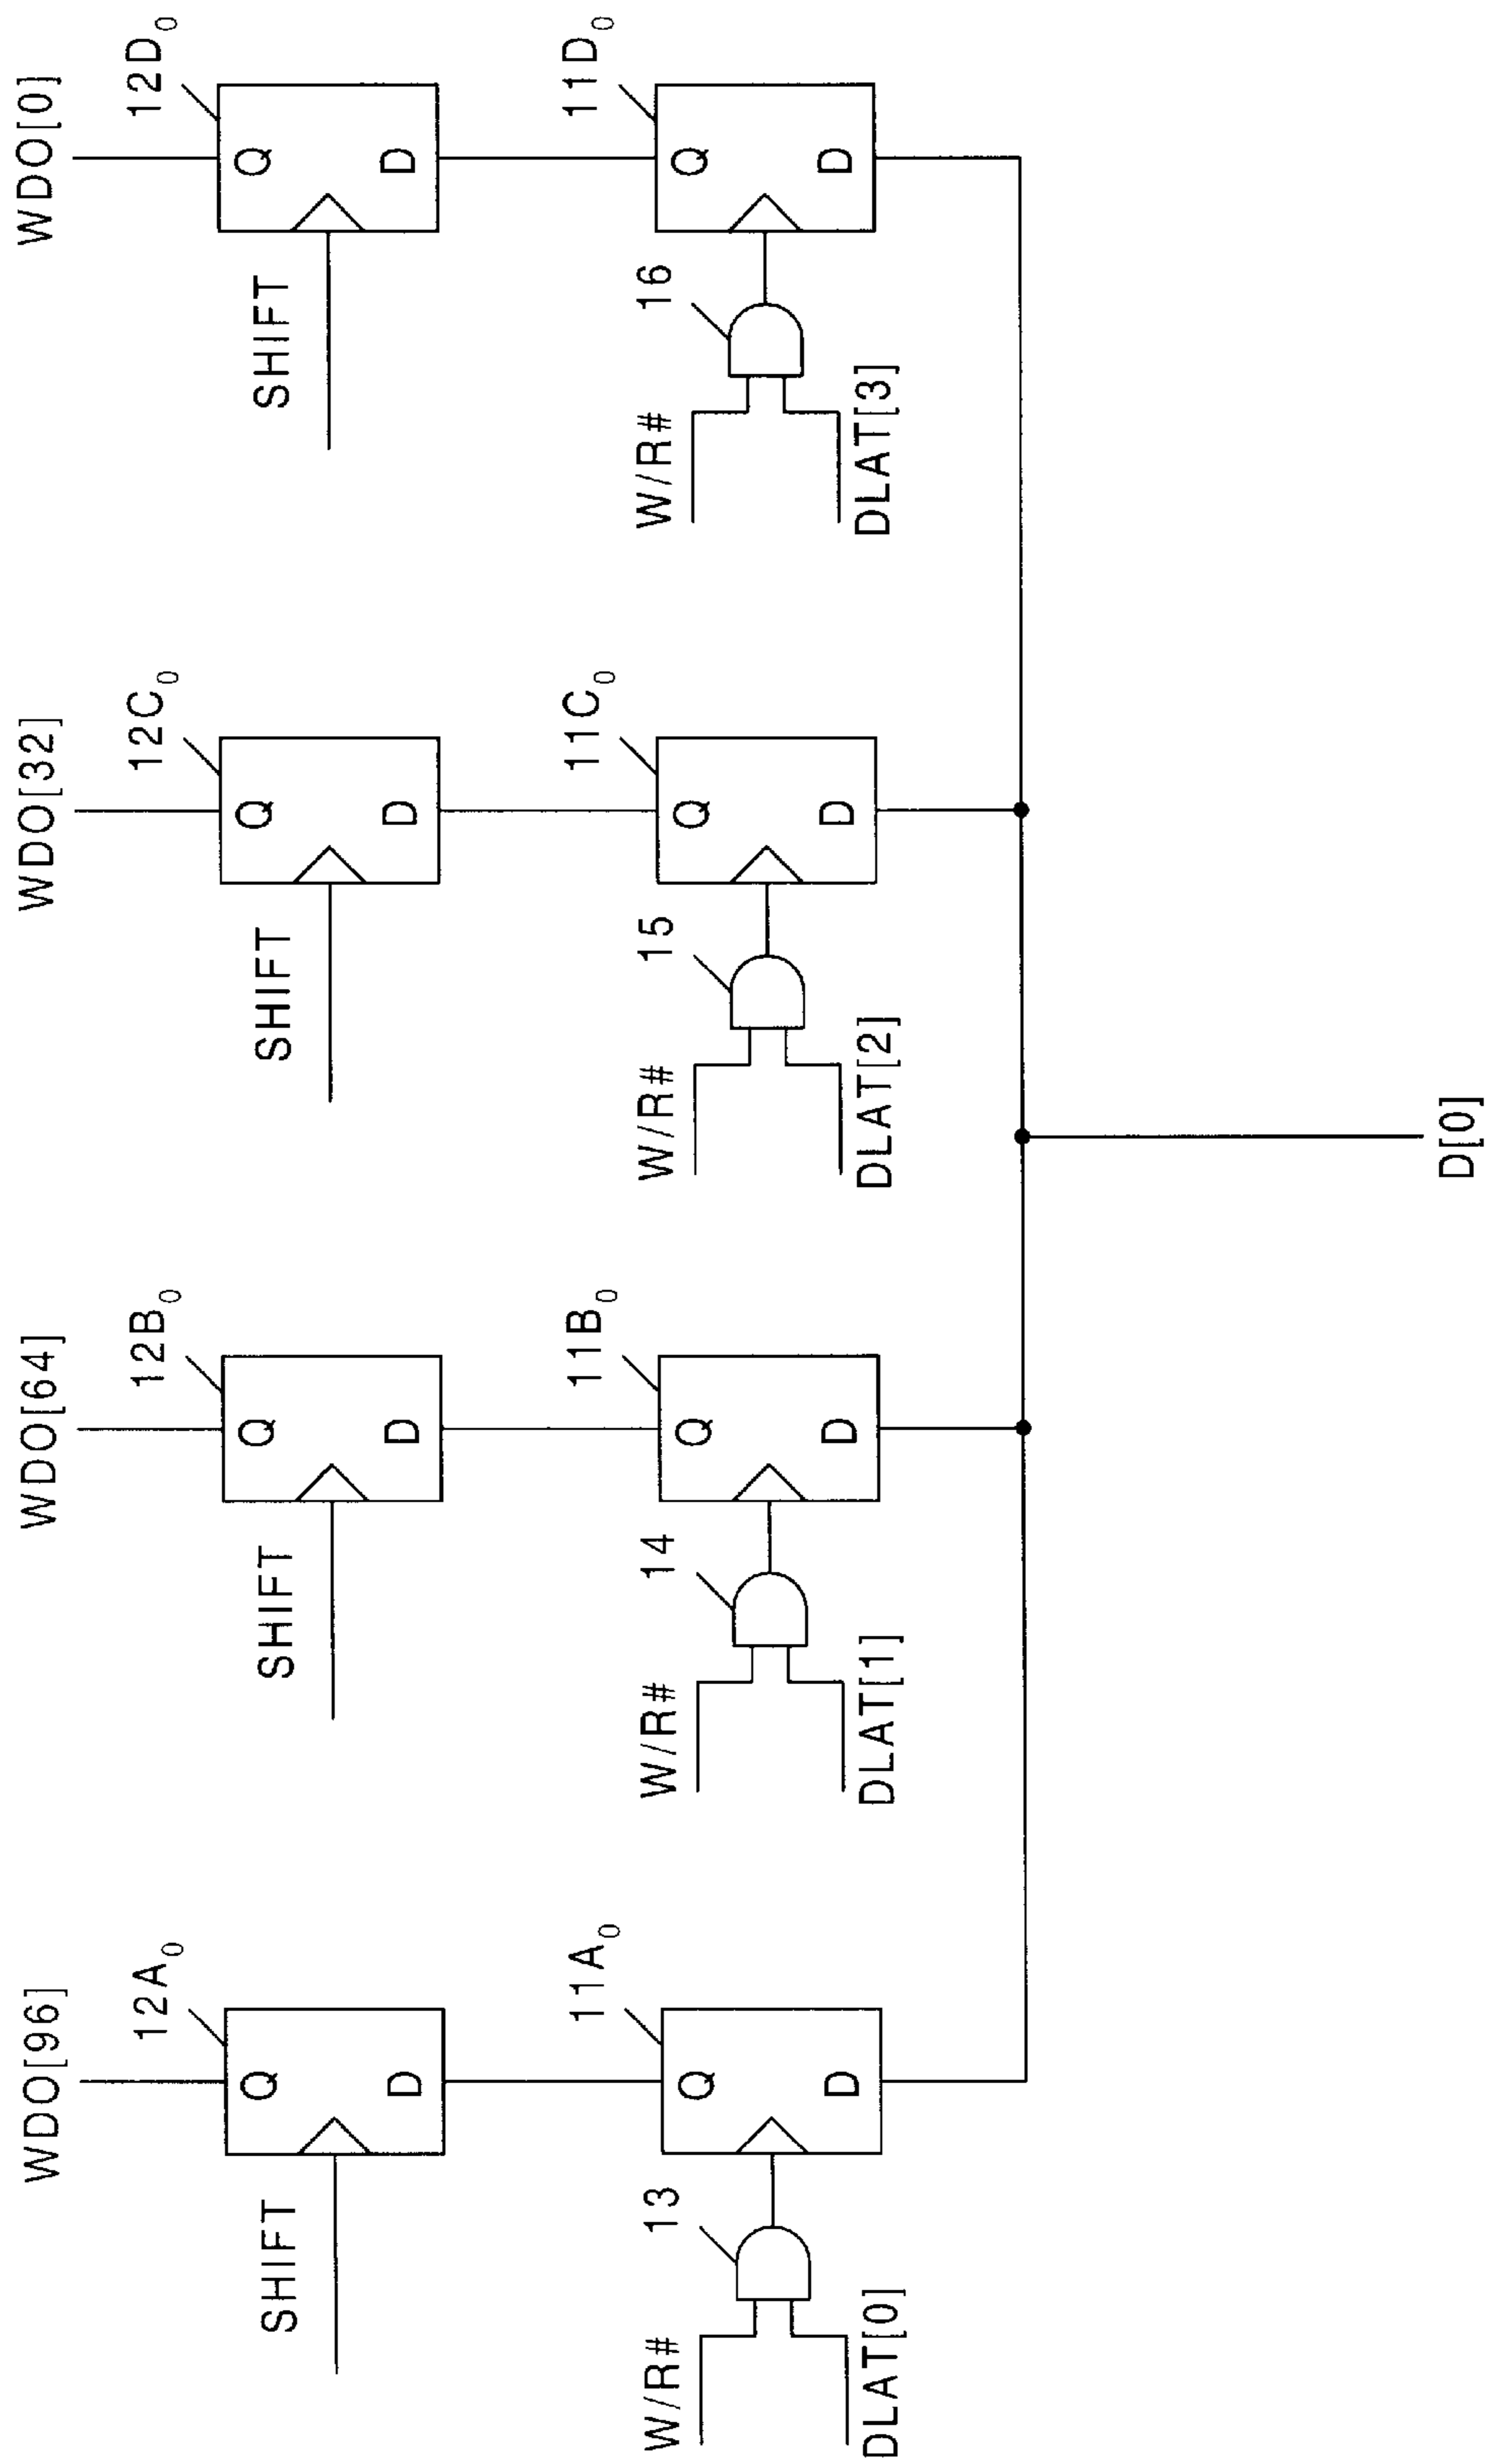 WDO[96]
WDO[64]
WDO[32]
WDO[0]
12A0
12B0
12C0
12D0
Q
Q
Q
Q
SHIFT
SHIFT
SHIFT
SHIFT
D
D
D
D
11A0
11B0
11C0
11D0
W/R#
13
W/R#
14
W/R#
15
W/R#
16
Q
Q
Q
Q
D
D
D
D
DLAT[0]
DLAT[1]
DLAT[2]
DLAT[3]
D[0]